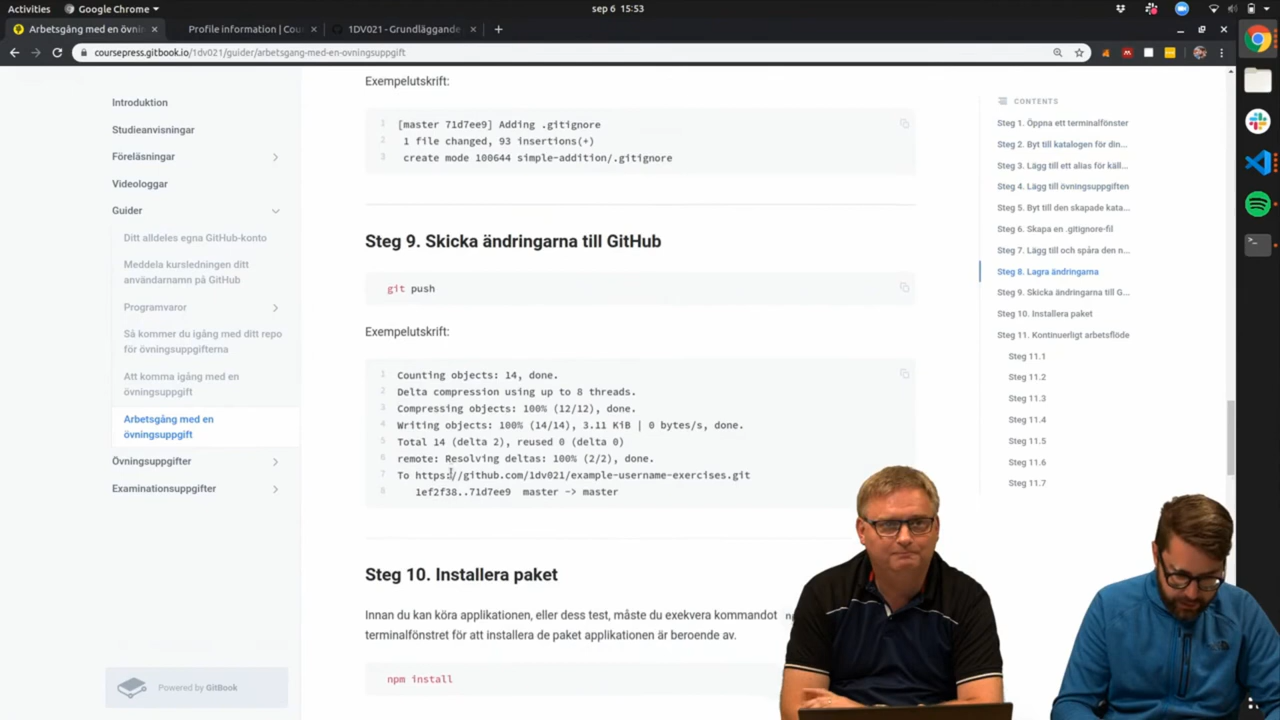 Activities
Google Chrome
sep 6 15:53
Arbetsgång med en övnin
Profile information | Cou
1DV021 - Grundläggande
coursepress.gitbook.io/1dv021/guider/arbetsgang-med-en-ovningsuppgift
Introduktion
Studieanvisningar
Föreläsningar
Videologgar
Guider
Ditt alldeles egna GitHub-konto
Meddela kursledningen ditt
användarnamn på GitHub
Programvaror
Så kommer du igång med ditt repo
för övningsuppgifterna
Att komma igång med en
övningsuppgift
Arbetsgång med en
övningsuppgift
Övningsuppgifter
Examinationsuppgifter
Powered by GitBook
Exempelutskrift:
1 [master 71d7ee9] Adding .gitignore
2 1 file changed, 93 insertions(+)
3 create mode 100644 simple-addition/.gitignore
Steg 9. Skicka ändringarna till GitHub
git push
Exempelutskrift:
1 Counting objects: 14, done.
2 Delta compression using up to 8 threads.
3 Compressing objects: 100% (12/12), done.
4 Writing objects: 100% (14/14), 3.11 KiB | 0 bytes/s, done.
5 Total 14 (delta 2), reused 0 (delta 0)
6 remote: Resolving deltas: 100% (2/2), done.
7 To https://github.com/1dv021/example-username-exercises.git
8 1ef2f38..71d7ee9 master -> master
Steg 10. Installera paket
Innan du kan köra applikationen, eller dess test, måste du exekvera kommandot
terminalfönstret för att installera de paket applikationen är beroende av.
npm install
CONTENTS
Steg 1. Öppna ett terminalfönster
Steg 2. Byt till katalogen för din...
Steg 3. Lägg till ett alias för käll...
Steg 4. Lägg till övningsuppgiften
Steg 5. Byt till den skapade kata...
Steg 6. Skapa en .gitignore-fil
Steg 7. Lägg till och spåra den n...
Steg 8. Lagra ändringarna
Steg 9. Skicka ändringarna till G...
Steg 10. Installera paket
Steg 11. Kontinuerligt arbetsflöde
Steg 11.1
Steg 11.2
Steg 11.3
Steg 11.4
Steg 11.5
Steg 11.6
Steg 11.7